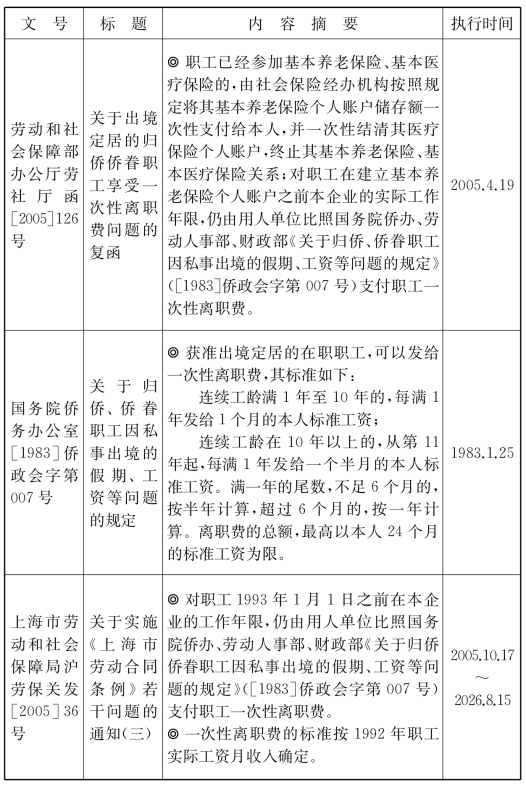 文 号
标 题
内 容 摘 要
执行时间
劳动和社
会保障部
办公厅劳
社厅函
[2005]126
号
关于出境
定居的归
侨侨眷职
工享受一
次性离职
费问题的
复函
◎ 职工已经参加基本养老保险、基本医
疗保险的,由社会保险经办机构按照规
定将其基本养老保险个人账户储存额一
次性支付给本人,并一次性结清其医疗
保险个人账户,终止其基本养老保险、基
本医疗保险关系;对职工在建立基本养
老保险个人账户之前本企业的实际工作
年限,仍由用人单位比照国务院侨办、劳
动人事部、财政部《关于归侨、侨眷职工
因私事出境的假期、工资等问题的规定》
([1983]侨政会字第 007 号)支付职工一
次性离职费。
2005.4.19
国务院侨
务办公室
[1983]侨
政会字第
007 号
关于归
侨、侨眷
职工因私
事出境的
假期、工
资等问题
的规定
◎ 获准出境定居的在职职工,可以发给
一次性离职费,其标准如下:
连续工龄满 1 年至 10 年的,每满 1
年发给 1 个月的本人标准工资;
连续工龄在 10 年以上的,从第 11
年起,每满 1 年发给一个半月的本人标
准工资。满一年的尾数,不足 6 个月的,
按半年计算,超过 6 个月的,按一年计
算。离职费的总额,最高以本人 24 个月
的标准工资为限。
1983.1.25
上海市劳
动和社会
保障局沪
劳保关发
[2005]36
号
关于实施
《上海市
劳动合同
条例》若
干问题的
通知(三)
◎ 对职工 1993 年 1 月 1 日之前在本企
业的工作年限,仍由用人单位比照国务
院侨办、劳动人事部、财政部《关于归侨
侨眷职工因私事出境的假期、工资等问
题的规定》([1983]侨政会字第 007 号)
支付职工一次性离职费。
◎ 一次性离职费的标准按 1992 年职工
实际工资月收入确定。
2005.10.17
~
2026.8.15